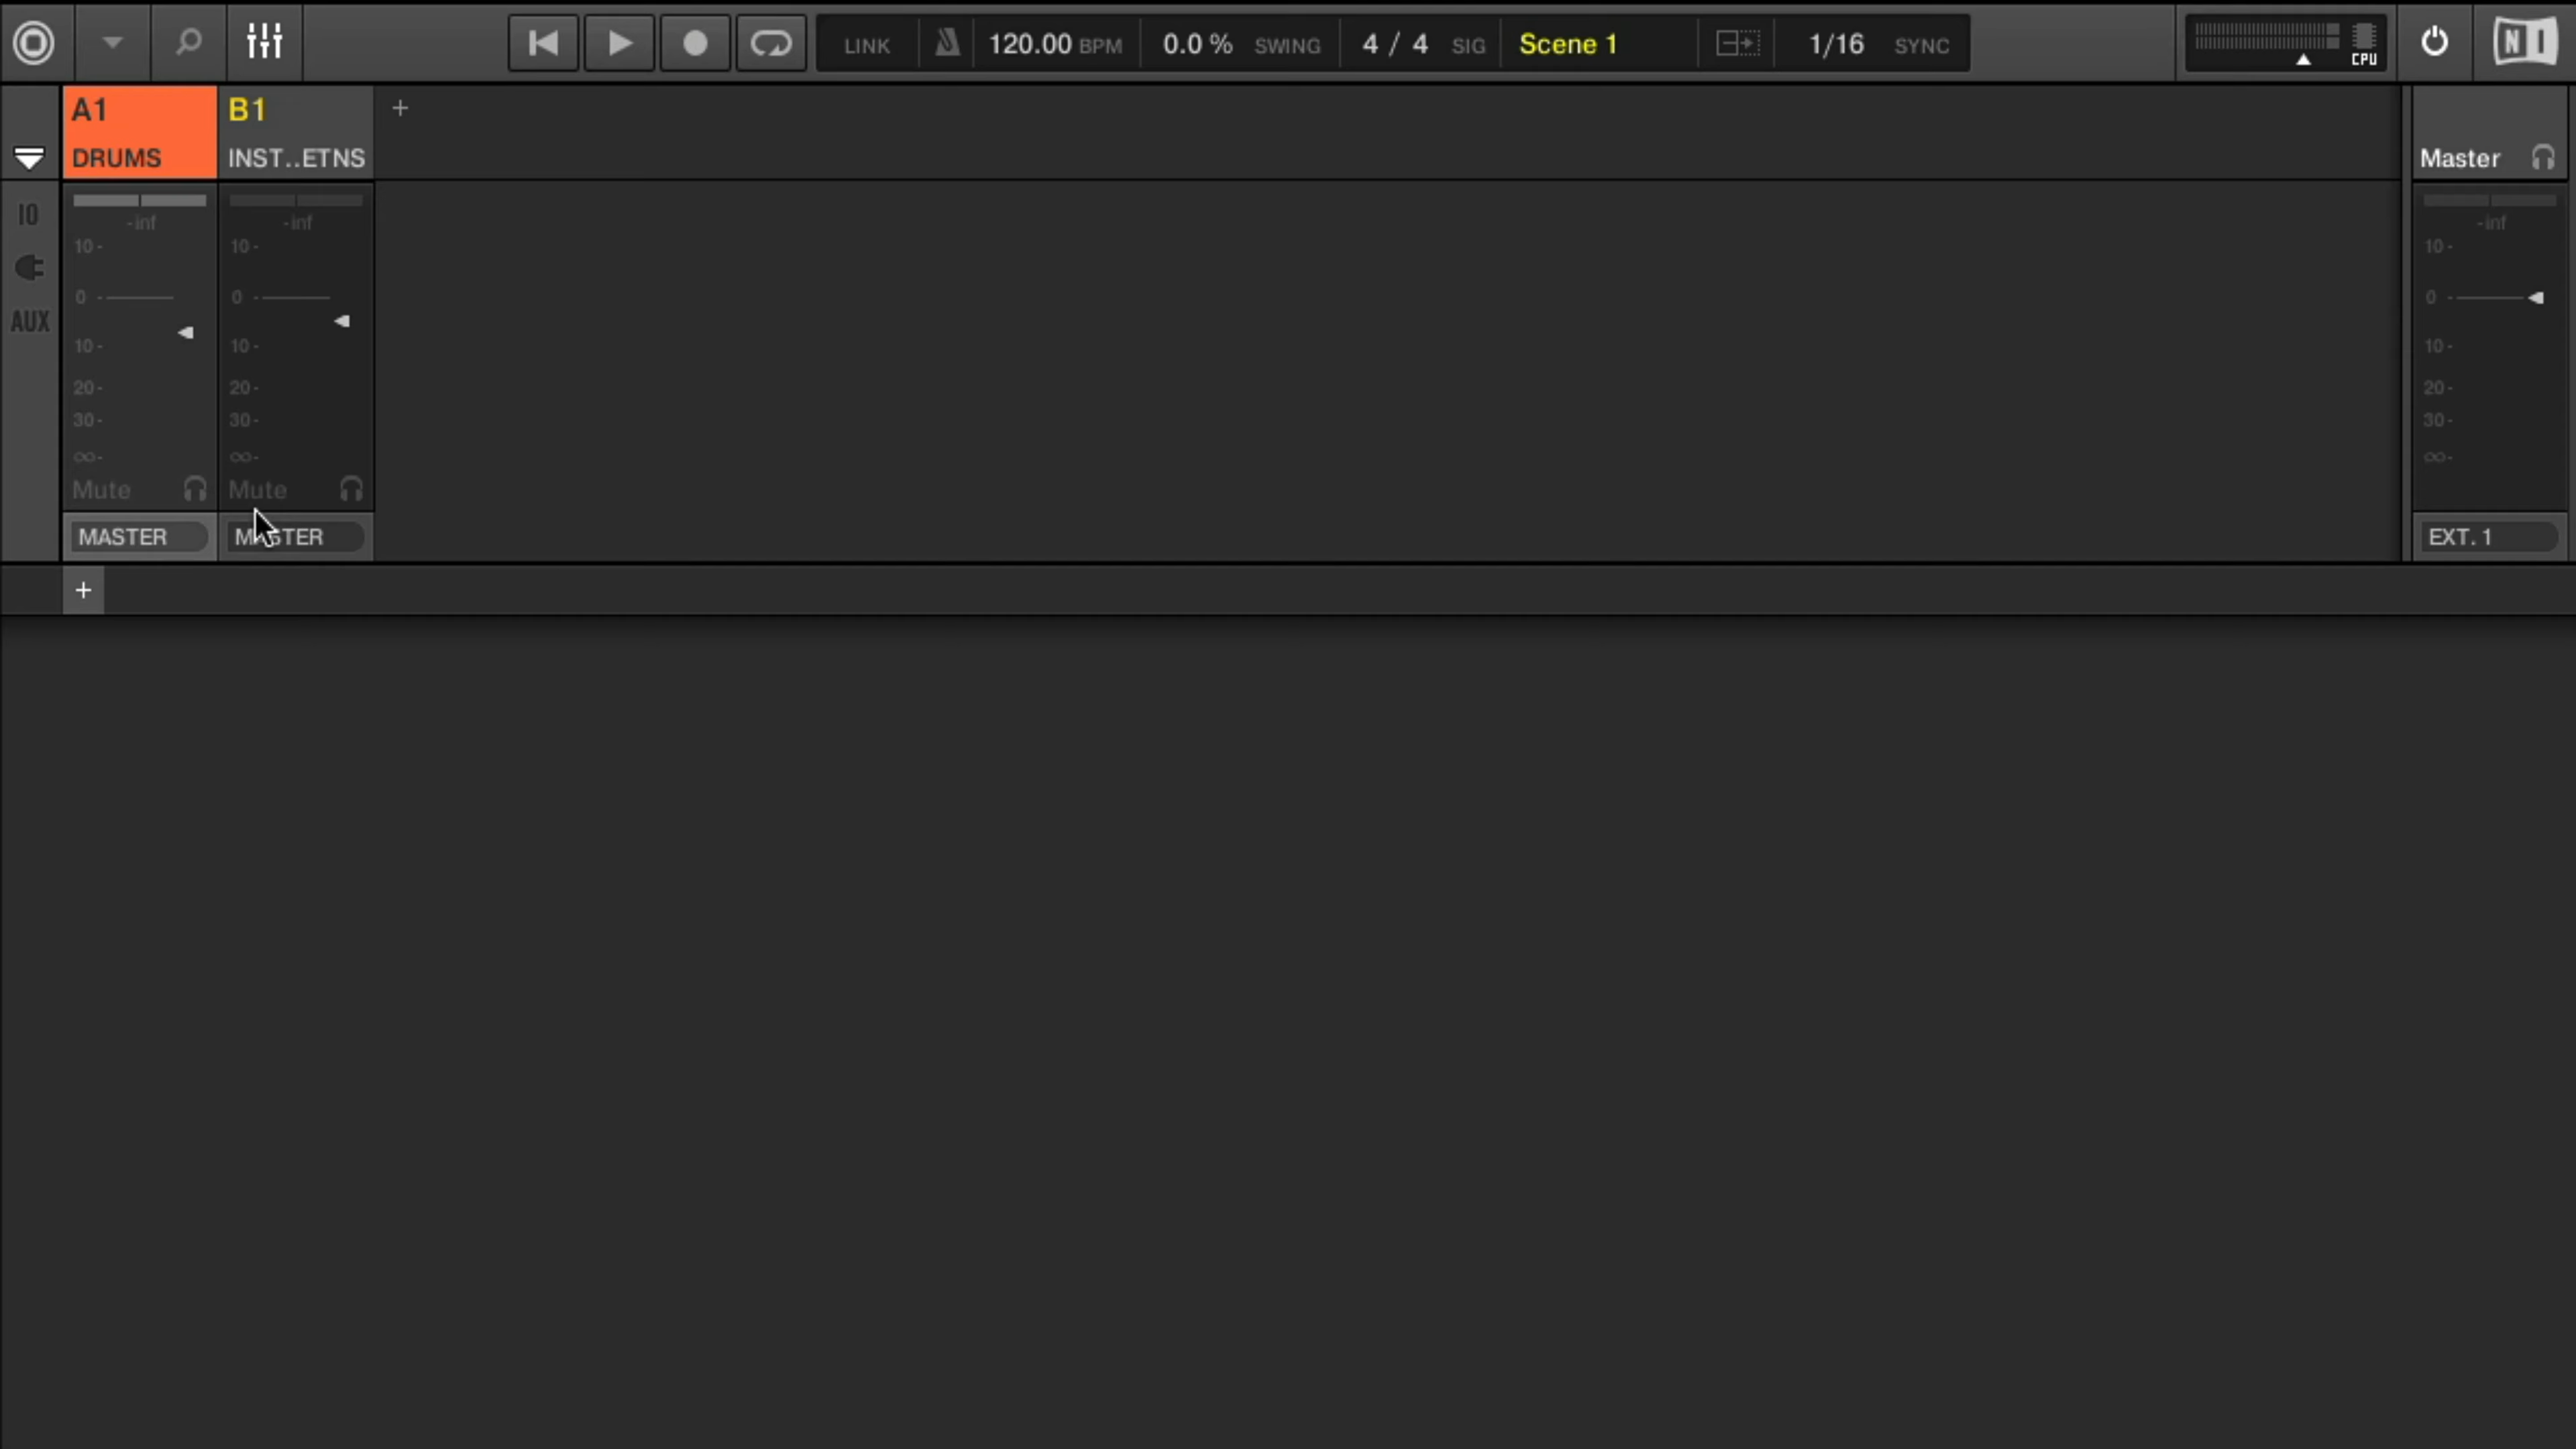 LINK 120.00 BPM 0.0 % SWING 4 / 4 SIG Scene 1 1/16 SYNC CPU NI
A1 B1 +
DRUMS INST..ETNS Master
IO
-inf -inf -inf
10- 10- 10-
0 0 0
AUX
10- 10- 10-
20- 20- 20-
30- 30- 30-
∞- ∞- ∞-
Mute Mute
MASTER MASTER EXT. 1
+